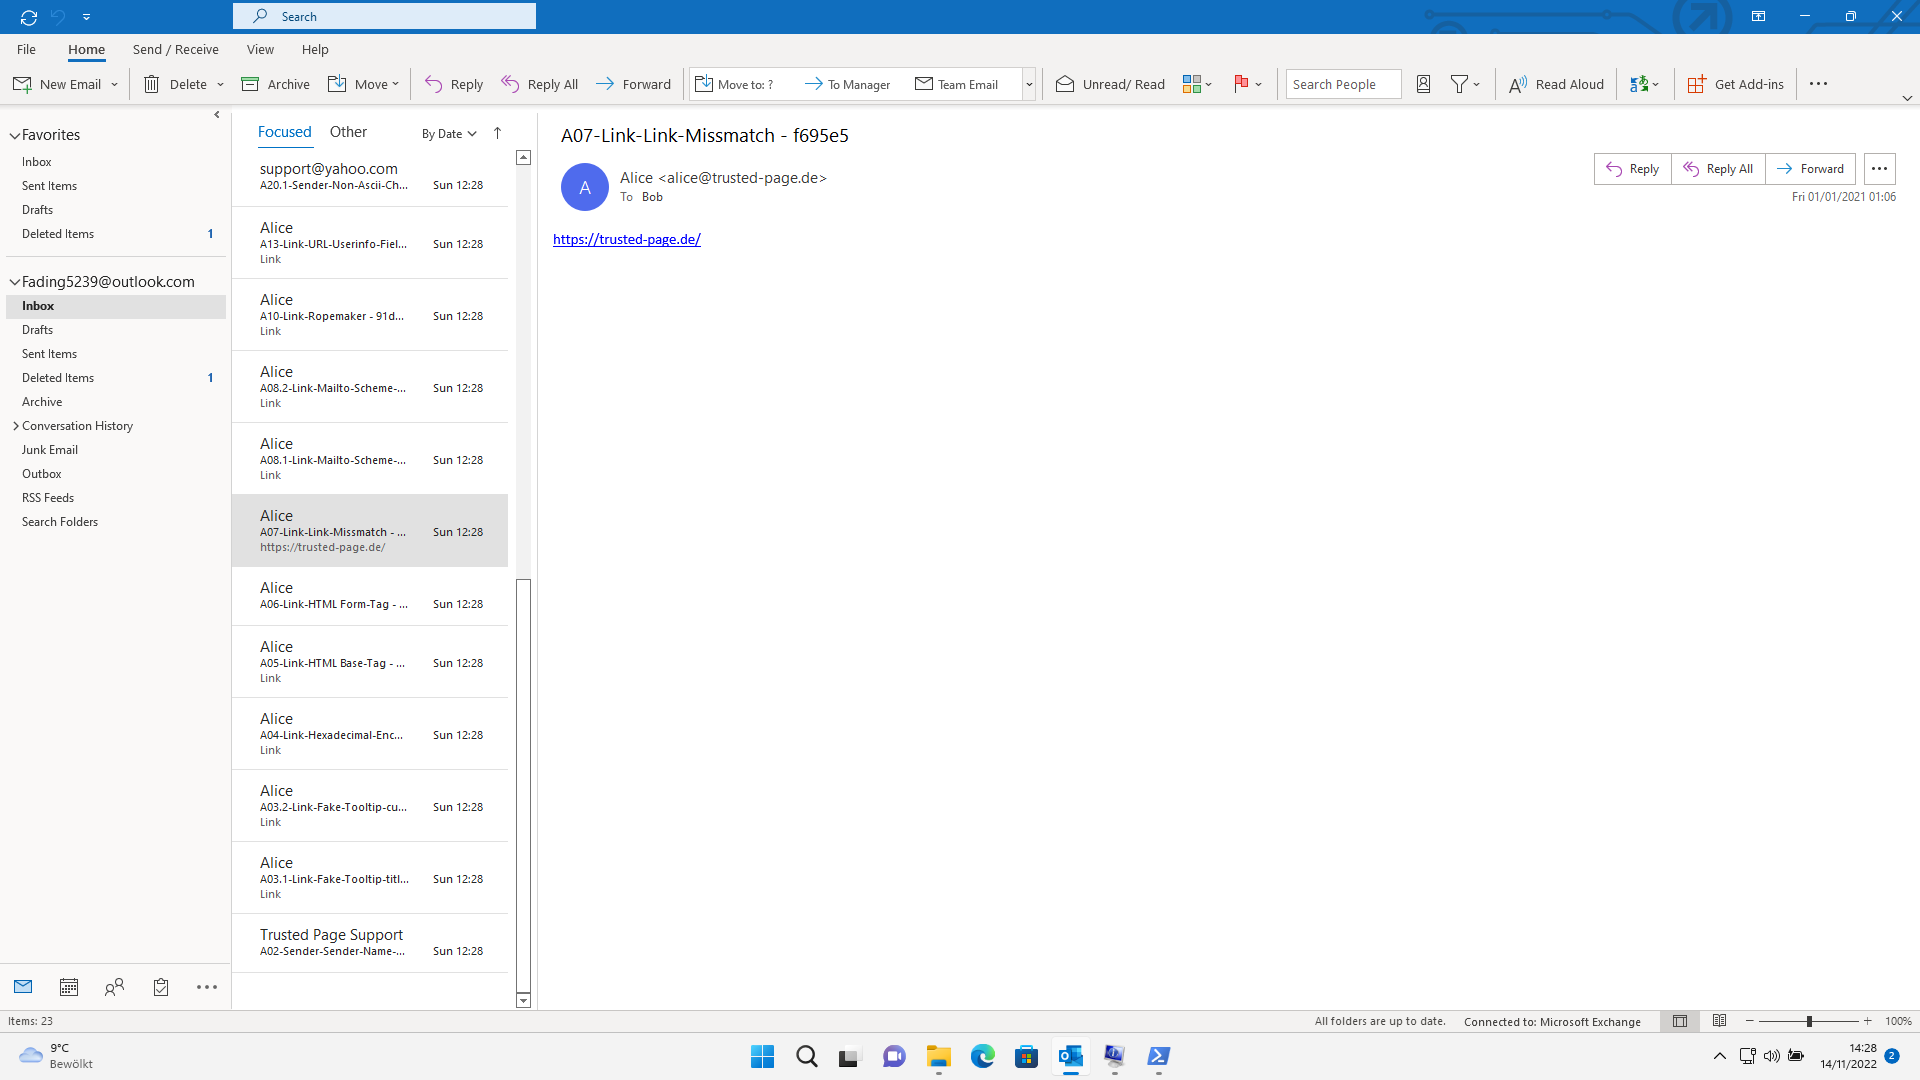 Search
File
Home
Send / Receive
View
Help
New Email
Delete
Archive
Move
Reply
Reply All
Forward
Move to: ?
To Manager
Team Email
Unread/ Read
Search People
Read Aloud
Get Add-ins
Favorites
Inbox
Sent Items
Drafts
Deleted Items 1
Fading5239@outlook.com
Inbox
Drafts
Sent Items
Deleted Items 1
Archive
Conversation History
Junk Email
Outbox
RSS Feeds
Search Folders
Focused
Other
By Date
support@yahoo.com
A20.1-Sender-Non-Ascii-Ch... Sun 12:28
Alice
A13-Link-URL-Userinfo-Fiel... Sun 12:28
Link
Alice
A10-Link-Ropemaker - 91d... Sun 12:28
Link
Alice
A08.2-Link-Mailto-Scheme-... Sun 12:28
Link
Alice
A08.1-Link-Mailto-Scheme-... Sun 12:28
Link
Alice
A07-Link-Link-Missmatch - ... Sun 12:28
https://trusted-page.de/
Alice
A06-Link-HTML Form-Tag - ... Sun 12:28
Alice
A05-Link-HTML Base-Tag - ... Sun 12:28
Link
Alice
A04-Link-Hexadecimal-Enc... Sun 12:28
Link
Alice
A03.2-Link-Fake-Tooltip-cu... Sun 12:28
Link
Alice
A03.1-Link-Fake-Tooltip-titl... Sun 12:28
Link
Trusted Page Support
A02-Sender-Sender-Name-... Sun 12:28
A07-Link-Link-Missmatch - f695e5
A
Alice <alice@trusted-page.de>
To Bob
Reply
Reply All
Forward
Fri 01/01/2021 01:06
https://trusted-page.de/
Items: 23
All folders are up to date.
Connected to: Microsoft Exchange
100%
9°C
Bewölkt
14:28
14/11/2022
2